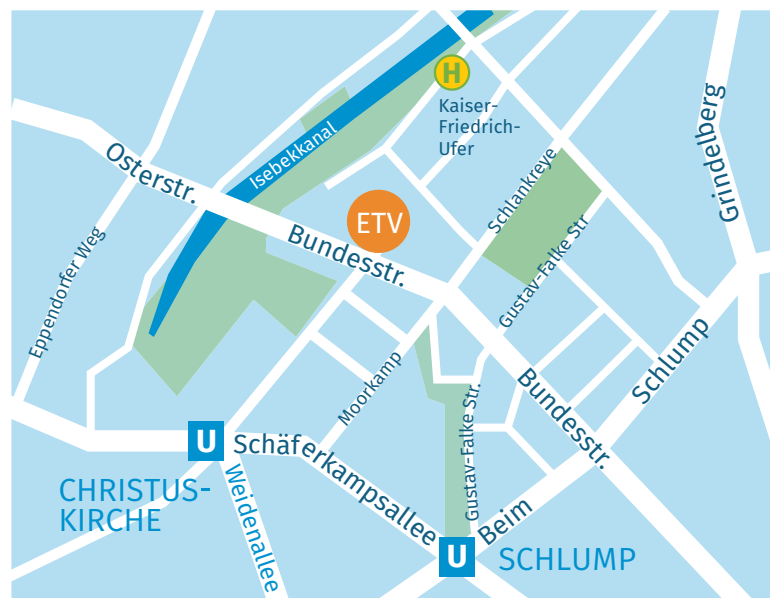 H
Kaiser-
Friedrich-
Ufer
Grindelberg
Isebekkanal
Osterstr.
Schlankreye
ETV
Bundesstr.
Gustav-Falke Str
Eppendorfer Weg
Moorkamp
Schlump
Bundesstr.
Gustav-Falke Str.
U
Schäferkampsallee
CHRISTUS-
KIRCHE
Weidenallee
Beim
U
SCHLUMP